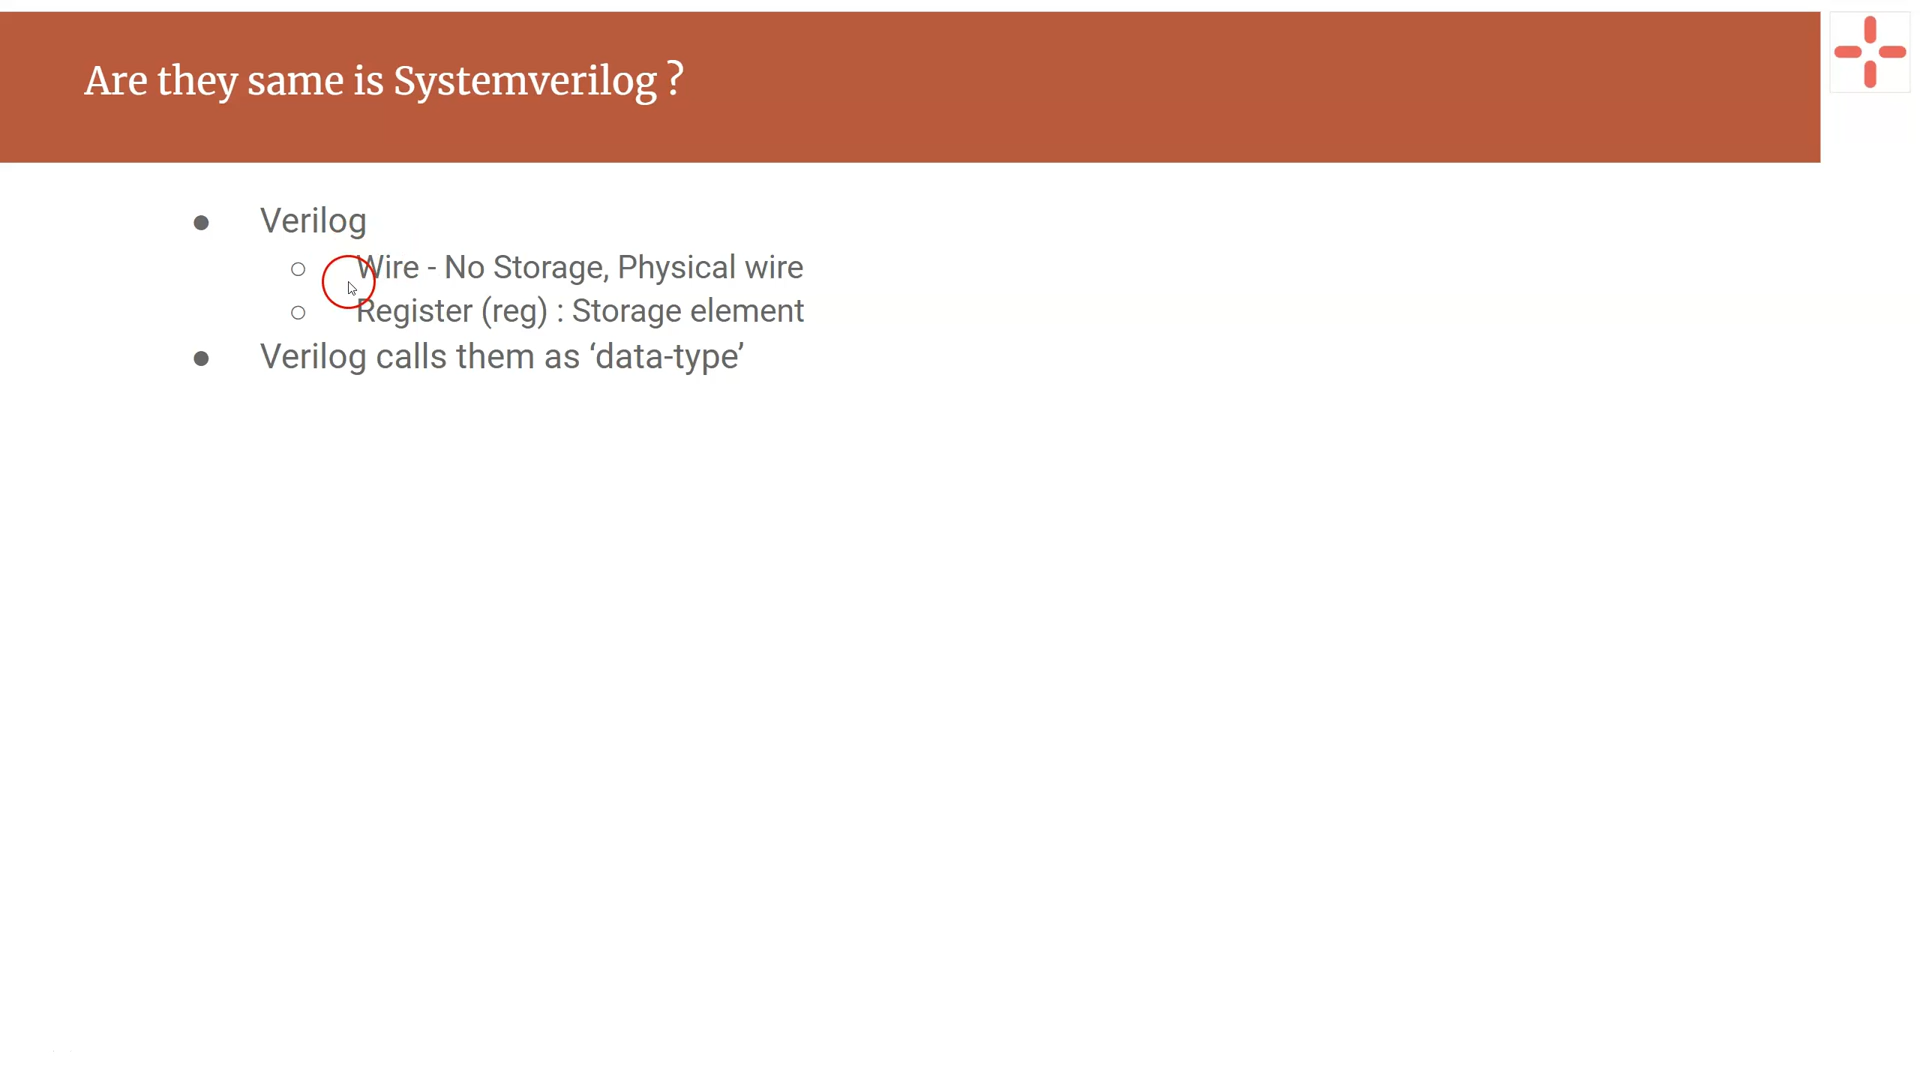 Are they same is Systemverilog ?
● Verilog
○ Wire - No Storage, Physical wire
○ Register (reg) : Storage element
● Verilog calls them as ‘data-type’